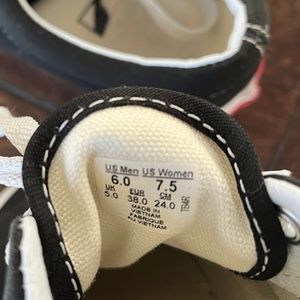 US Men US Women
6.0 7.5
UK EUR CM
5.0 38.0 24.0
MADE IN
VIETNAM
FABRIQUE
AU VIETNAM